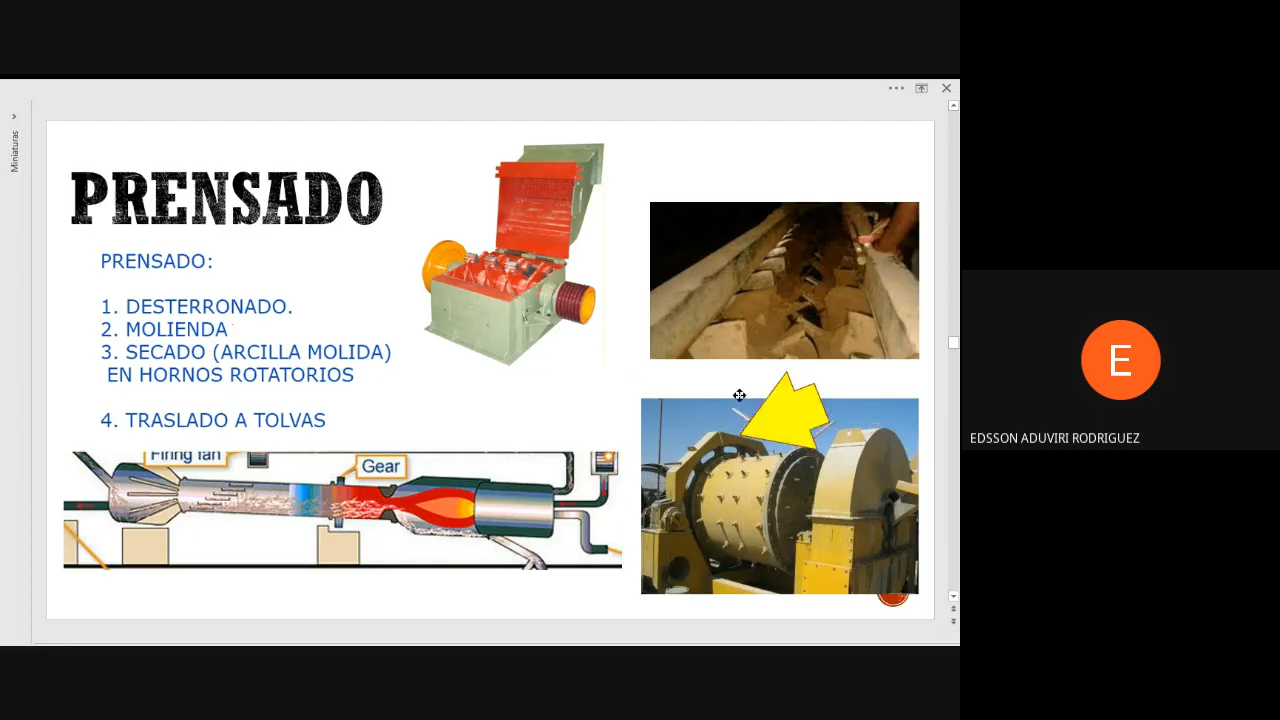 Miniaturas
PRENSADO
PRENSADO:
1. DESTERRONADO.
2. MOLIENDA
3. SECADO (ARCILLA MOLIDA)
EN HORNOS ROTATORIOS
4. TRASLADO A TOLVAS
Firing fan
Gear
E
EDSSON ADUVIRI RODRIGUEZ